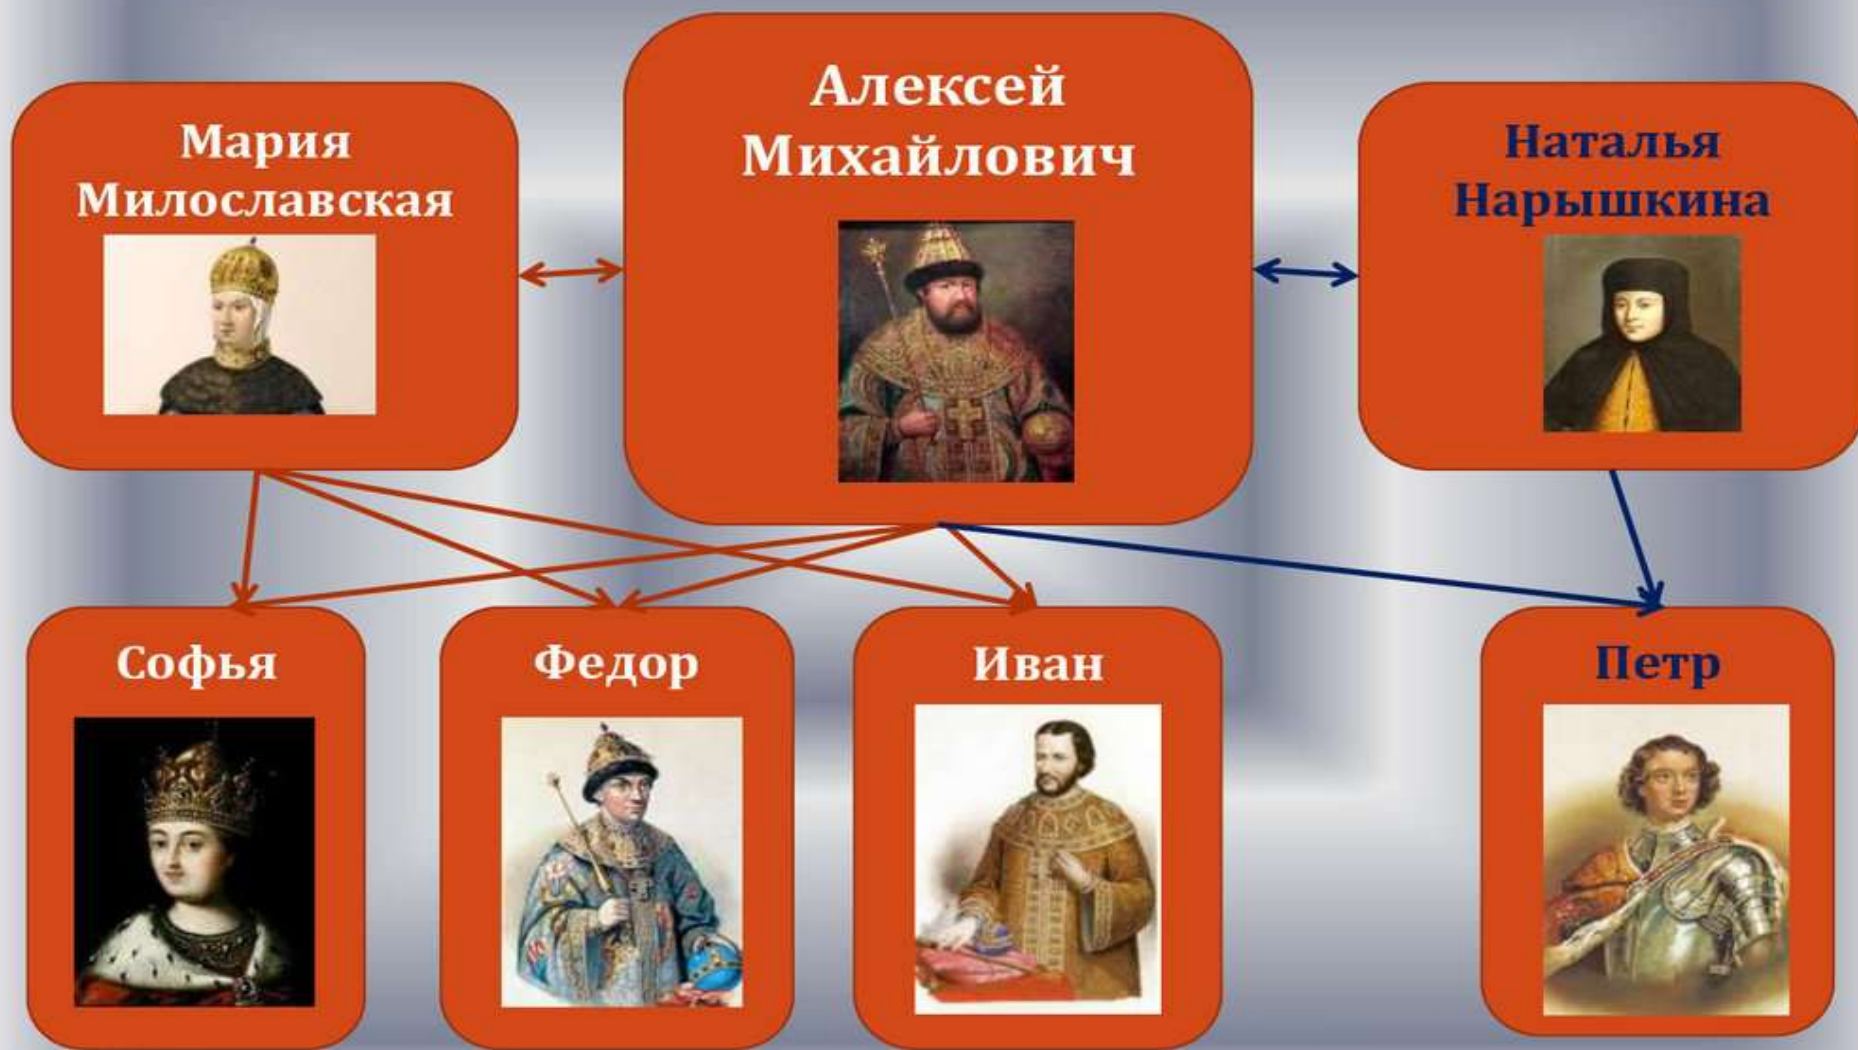 Алексей
Михайлович
Мария
Милославская
Наталья
Нарышкина
Софья
Федор
Иван
Петр